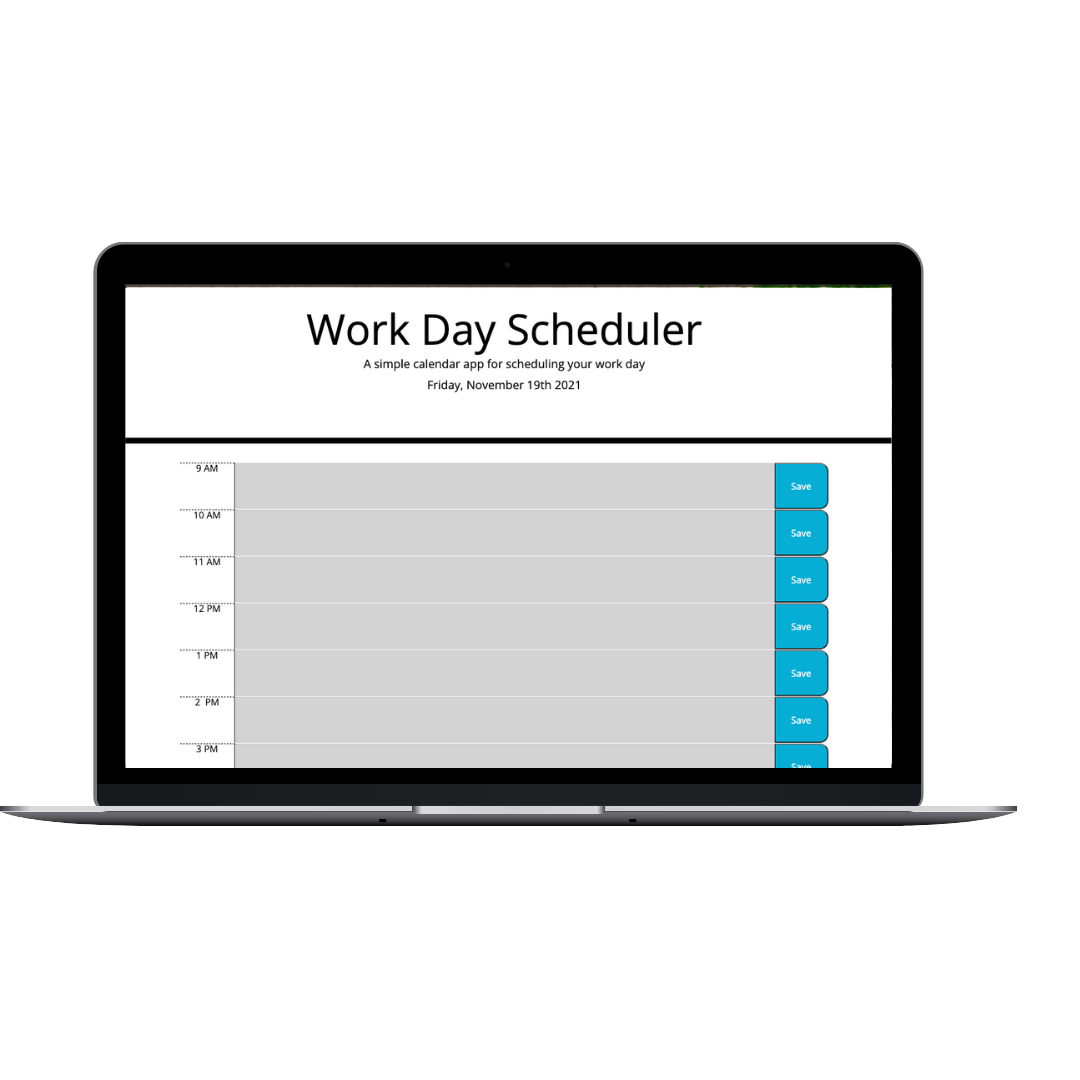 Work Day Scheduler
A simple calendar app for scheduling your work day
Friday, November 19th 2021
9 AM
Save
10 AM
Save
11 AM
Save
12 PM
Save
1 PM
Save
2 PM
Save
3 PM
Save